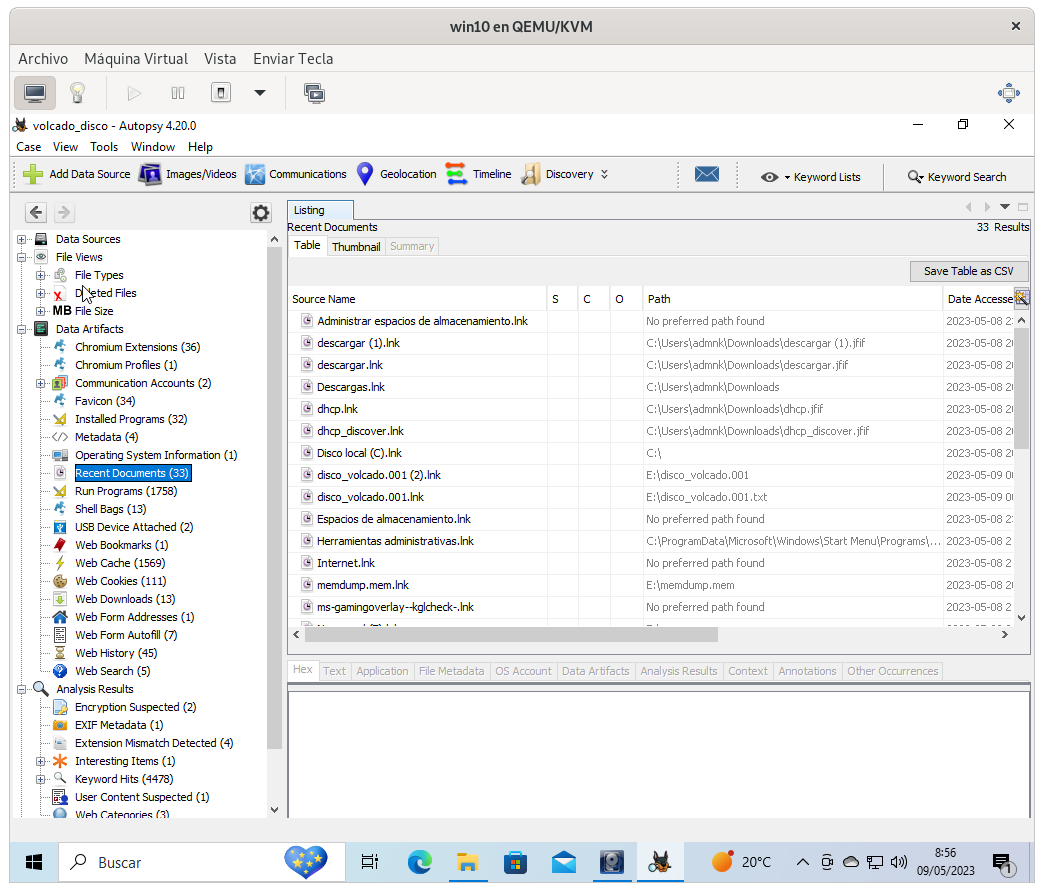 win10 en QEMU/KVM
Archivo Máquina Virtual Vista Enviar Tecla
volcado_disco - Autopsy 4.20.0
Case View Tools Window Help
Add Data Source Images/Videos Communications Geolocation Timeline Discovery Keyword Lists Keyword Search
Data Sources
File Views
File Types
Deleted Files
MB File Size
Data Artifacts
Chromium Extensions (36)
Chromium Profiles (1)
Communication Accounts (2)
Favicon (34)
Installed Programs (32)
Metadata (4)
Operating System Information (1)
Recent Documents (33)
Run Programs (1758)
Shell Bags (13)
USB Device Attached (2)
Web Bookmarks (1)
Web Cache (1569)
Web Cookies (111)
Web Downloads (13)
Web Form Addresses (1)
Web Form Autofill (7)
Web History (45)
Web Search (5)
Analysis Results
Encryption Suspected (2)
EXIF Metadata (1)
Extension Mismatch Detected (4)
Interesting Items (1)
Keyword Hits (4478)
User Content Suspected (1)
Web Categories (3)
Listing
Recent Documents 33 Results
Table Thumbnail Summary
Save Table as CSV
Source Name S C O Path Date Accesse
Administrar espacios de almacenamiento.lnk No preferred path found 2023-05-08 2
descargar (1).lnk C:\Users\admnk\Downloads\descargar (1).jfif 2023-05-08 20
descargar.lnk C:\Users\admnk\Downloads\descargar.jfif 2023-05-08 20
Descargas.lnk C:\Users\admnk\Downloads 2023-05-08 20
dhcp.lnk C:\Users\admnk\Downloads\dhcp.jfif 2023-05-08 20
dhcp_discover.lnk C:\Users\admnk\Downloads\dhcp_discover.jfif 2023-05-08 20
Disco local (C).lnk C:\ 2023-05-08 20
disco_volcado.001 (2).lnk E:\disco_volcado.001 2023-05-09 00
disco_volcado.001.lnk E:\disco_volcado.001.txt 2023-05-09 00
Espacios de almacenamiento.lnk No preferred path found 2023-05-08 2
Herramientas administrativas.lnk C:\ProgramData\Microsoft\Windows\Start Menu\Programs\... 2023-05-08 2
Internet.lnk No preferred path found 2023-05-08 2
memdump.mem.lnk E:\memdump.mem 2023-05-08 20
ms-gamingoverlay--kglcheck-.lnk No preferred path found 2023-05-08 2
Hex Text Application File Metadata OS Account Data Artifacts Analysis Results Context Annotations Other Occurrences
Buscar 20°C 8:56
09/05/2023 1